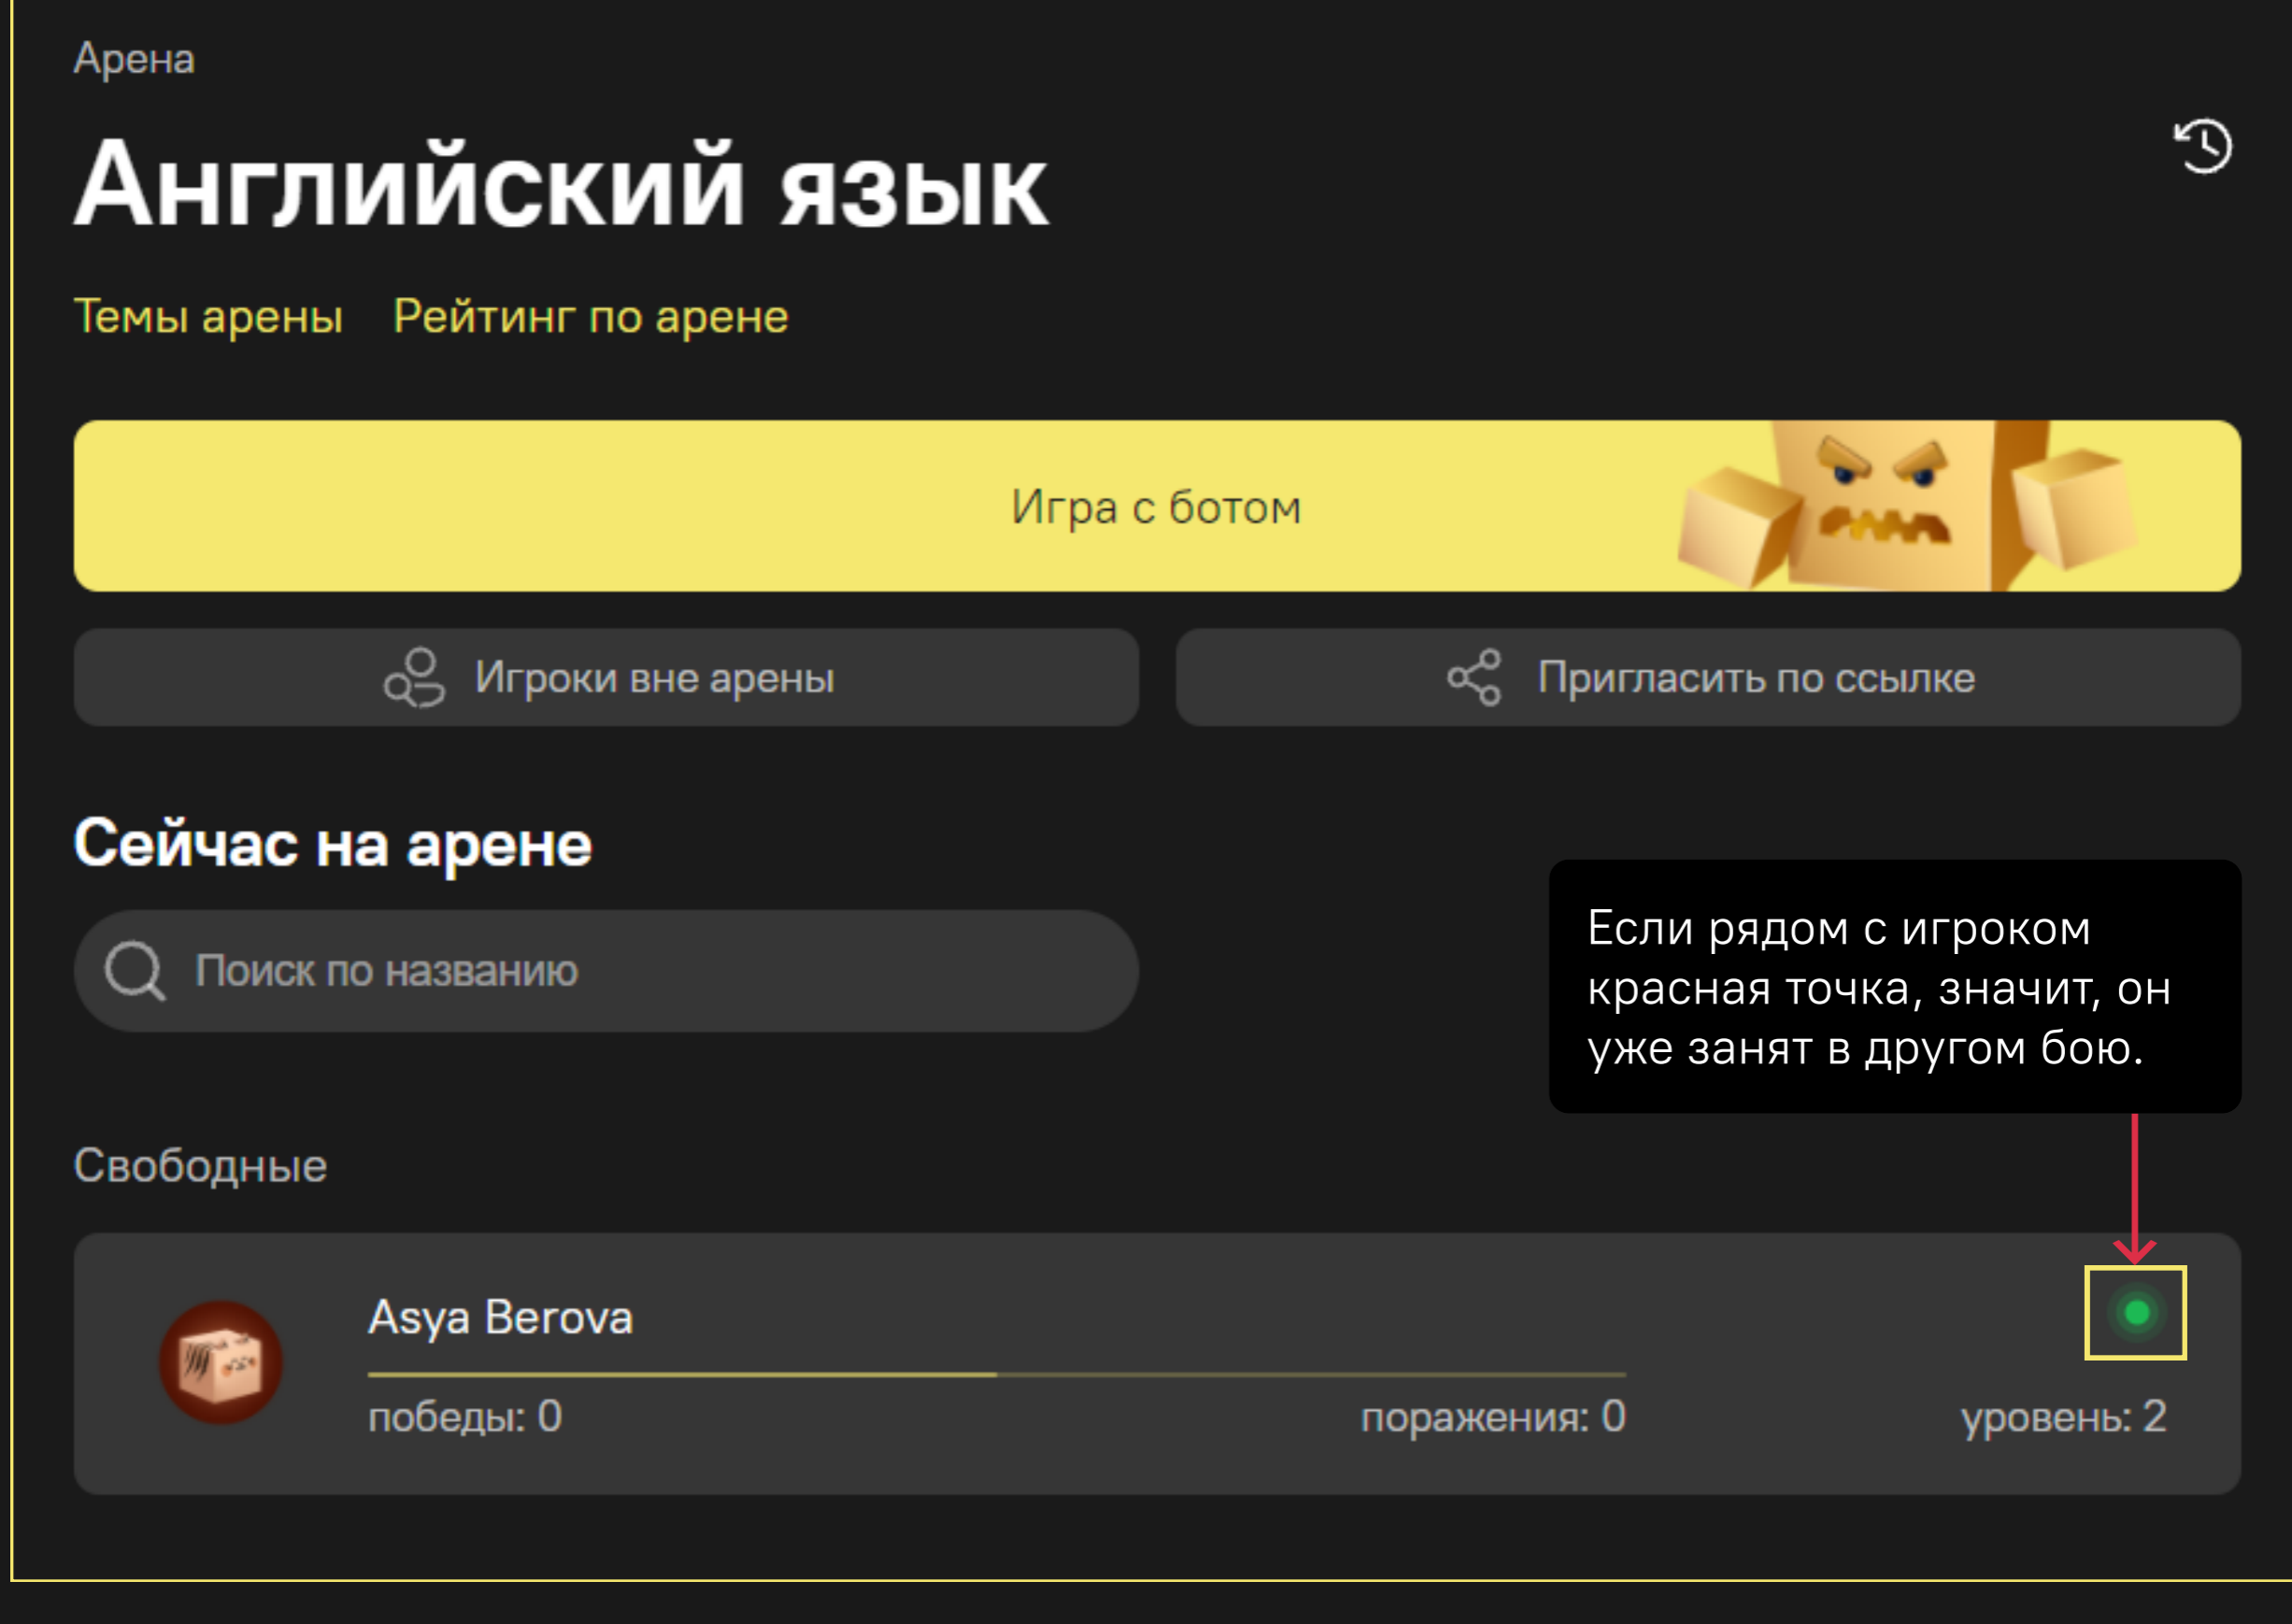 Арена
Английский язык
Темы арены Рейтинг по арене
Игра с ботом
Игроки вне арены Пригласить по ссылке
Сейчас на арене
Поиск по названию
Если рядом с игроком
красная точка, значит, он
уже занят в другом бою.
Свободные
Asya Berova
победы: 0 поражения: 0 уровень: 2